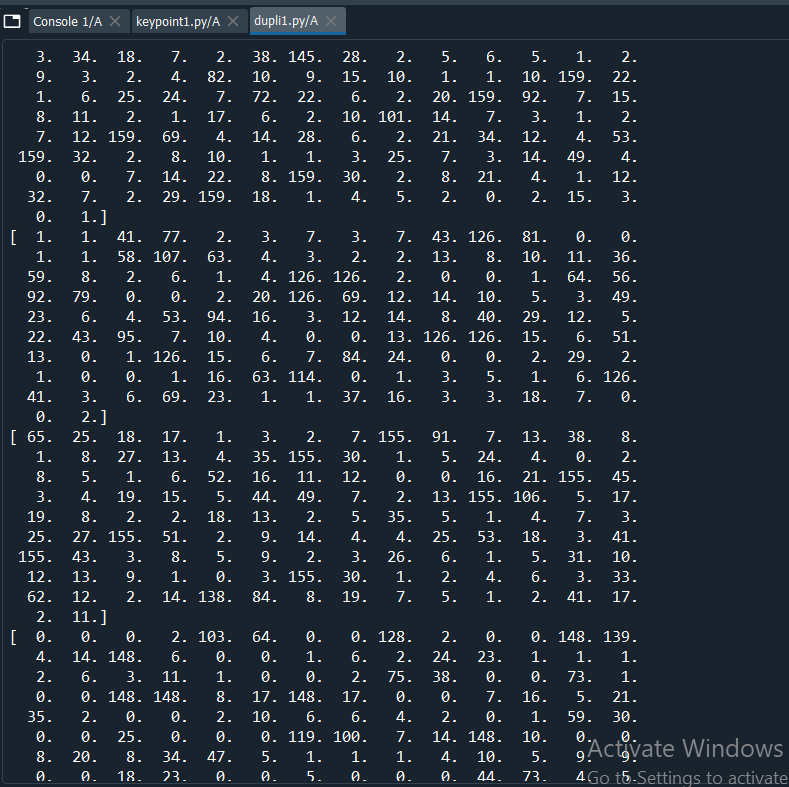 Console 1/A × keypoint1.py/A × dupli1.py/A ×
3. 34. 18. 7. 2. 38. 145. 28. 2. 5. 6. 5. 1. 2.
9. 3. 2. 4. 82. 10. 9. 15. 10. 1. 1. 10. 159. 22.
1. 6. 25. 24. 7. 72. 22. 6. 2. 20. 159. 92. 7. 15.
8. 11. 2. 1. 17. 6. 2. 10. 101. 14. 7. 3. 1. 2.
7. 12. 159. 69. 4. 14. 28. 6. 2. 21. 34. 12. 4. 53.
159. 32. 2. 8. 10. 1. 1. 3. 25. 7. 3. 14. 49. 4.
0. 0. 7. 14. 22. 8. 159. 30. 2. 8. 21. 4. 1. 12.
32. 7. 2. 29. 159. 18. 1. 4. 5. 2. 0. 2. 15. 3.
0. 1.]
[ 1. 1. 41. 77. 2. 3. 7. 3. 7. 43. 126. 81. 0. 0.
1. 1. 58. 107. 63. 4. 3. 2. 2. 13. 8. 10. 11. 36.
59. 8. 2. 6. 1. 4. 126. 126. 2. 0. 0. 1. 64. 56.
92. 79. 0. 0. 2. 20. 126. 69. 12. 14. 10. 5. 3. 49.
23. 6. 4. 53. 94. 16. 3. 12. 14. 8. 40. 29. 12. 5.
22. 43. 95. 7. 10. 4. 0. 0. 13. 126. 126. 15. 6. 51.
13. 0. 1. 126. 15. 6. 7. 84. 24. 0. 0. 2. 29. 2.
1. 0. 0. 1. 16. 63. 114. 0. 1. 3. 5. 1. 6. 126.
41. 3. 6. 69. 23. 1. 1. 37. 16. 3. 3. 18. 7. 0.
0. 2.]
[ 65. 25. 18. 17. 1. 3. 2. 7. 155. 91. 7. 13. 38. 8.
1. 8. 27. 13. 4. 35. 155. 30. 1. 5. 24. 4. 0. 2.
8. 5. 1. 6. 52. 16. 11. 12. 0. 0. 16. 21. 155. 45.
3. 4. 19. 15. 5. 44. 49. 7. 2. 13. 155. 106. 5. 17.
19. 8. 2. 2. 18. 13. 2. 5. 35. 5. 1. 4. 7. 3.
25. 27. 155. 51. 2. 9. 14. 4. 4. 25. 53. 18. 3. 41.
155. 43. 3. 8. 5. 9. 2. 3. 26. 6. 1. 5. 31. 10.
12. 13. 9. 1. 0. 3. 155. 30. 1. 2. 4. 6. 3. 33.
62. 12. 2. 14. 138. 84. 8. 19. 7. 5. 1. 2. 41. 17.
2. 11.]
[ 0. 0. 0. 2. 103. 64. 0. 0. 128. 2. 0. 0. 148. 139.
4. 14. 148. 6. 0. 0. 1. 6. 2. 24. 23. 1. 1. 1.
2. 6. 3. 11. 1. 0. 0. 2. 75. 38. 0. 0. 73. 1.
0. 0. 148. 148. 8. 17. 148. 17. 0. 0. 7. 16. 5. 21.
35. 2. 0. 0. 2. 10. 6. 6. 4. 2. 0. 1. 59. 30.
0. 0. 25. 0. 0. 0. 119. 100. 7. 14. 148. 10. 0. 0.
8. 20. 8. 34. 47. 5. 1. 1. 1. 4. 10. 5. 9. 9.
0. 0. 18. 23. 0. 0. 5. 0. 0. 0. 44. 73. 4. 5.
Activate Windows
Go to Settings to activate